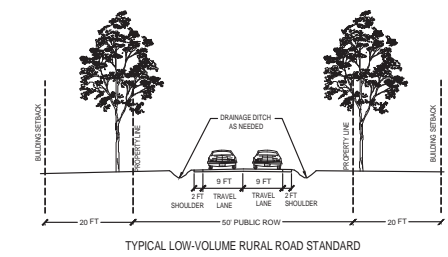 BUILDING SETBACK
PROPERTY LINE
DRAINAGE DITCH
AS NEEDED
PROPERTY LINE
BUILDING SETBACK
9 FT
9 FT
2 FT
SHOULDER
TRAVEL
LANE
TRAVEL
LANE
2 FT
SHOULDER
20 FT
50' PUBLIC ROW
20 FT
TYPICAL LOW-VOLUME RURAL ROAD STANDARD